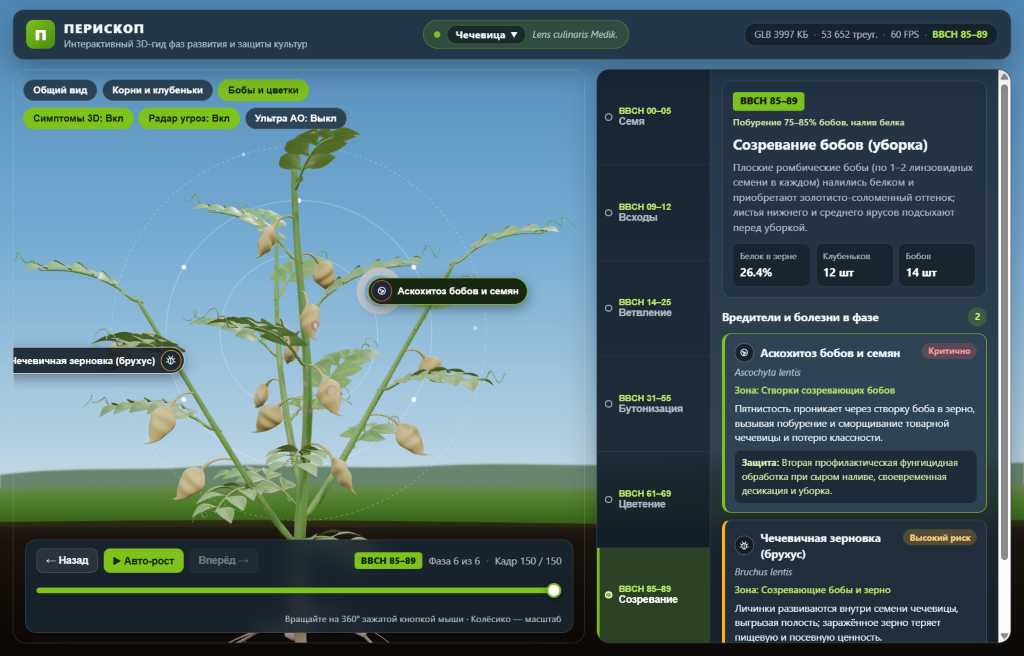 П
ПЕРИСКОП
Интерактивный 3D-гид фаз развития и защиты культур
Чечевица ▼
Lens culinaris Medik.
GLB 3997 КБ · 53 652 треуг. · 60 FPS · BBCH 85–89
Общий вид
Корни и клубеньки
Бобы и цветки
Симптомы 3D: Вкл
Радар угроз: Вкл
Ультра АО: Выкл
Аскохитоз бобов и семян
Чечевичная зерновка (брухус)
← Назад
▶ Авто-рост
Вперёд →
BBCH 85–89
Фаза 6 из 6 · Кадр 150 / 150
Вращайте на 360° зажатой кнопкой мыши · Колёсико — масштаб
BBCH 00–05
Семя
BBCH 09–12
Всходы
BBCH 14–25
Ветвление
BBCH 31–55
Бутонизация
BBCH 61–69
Цветение
BBCH 85–89
Созревание
BBCH 85–89
Побурение 75–85% бобов, налив белка
Созревание бобов (уборка)
Плоские ромбические бобы (по 1–2 линзовидных
семени в каждом) налились белком и
приобретают золотисто-соломенный оттенок;
листья нижнего и среднего ярусов подсыхают
перед уборкой.
Белок в зерне
26.4%
Клубеньков
12 шт
Бобов
14 шт
Вредители и болезни в фазе
2
Аскохитоз бобов и семян
Критично
Ascochyta lentis
Зона: Створки созревающих бобов
Пятнистость проникает через створку боба в зерно,
вызывая побурение и сморщивание товарной
чечевицы и потерю классности.
Защита: Вторая профилактическая фунгицидная
обработка при сыром наливе, своевременная
десикация и уборка.
Чечевичная зерновка
(брухус)
Высокий риск
Bruchus lentis
Зона: Созревающие бобы и зерно
Личинки развиваются внутри семени чечевицы,
выгрызая полость; заражённое зерно теряет
пищевую и посевную ценность.